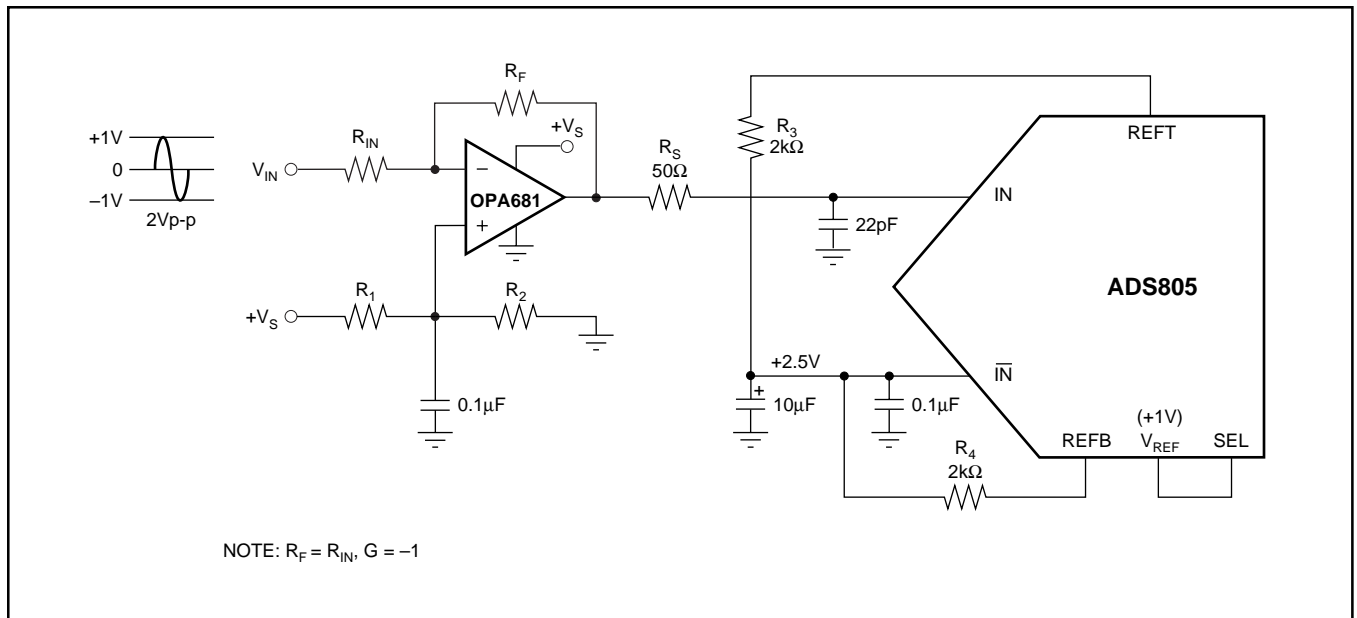 +1V
0
–1V
2Vp-p
V_IN
R_IN
R_F
+V_S
–
OPA681
+
R_S
50Ω
R_3
2kΩ
REFT
IN
22pF
ADS805
+V_S
R_1
R_2
0.1µF
+2.5V
+
10µF
0.1µF
I̅N̅
REFB
(+1V)
V_REF
SEL
R_4
2kΩ
NOTE: R_F = R_IN, G = –1